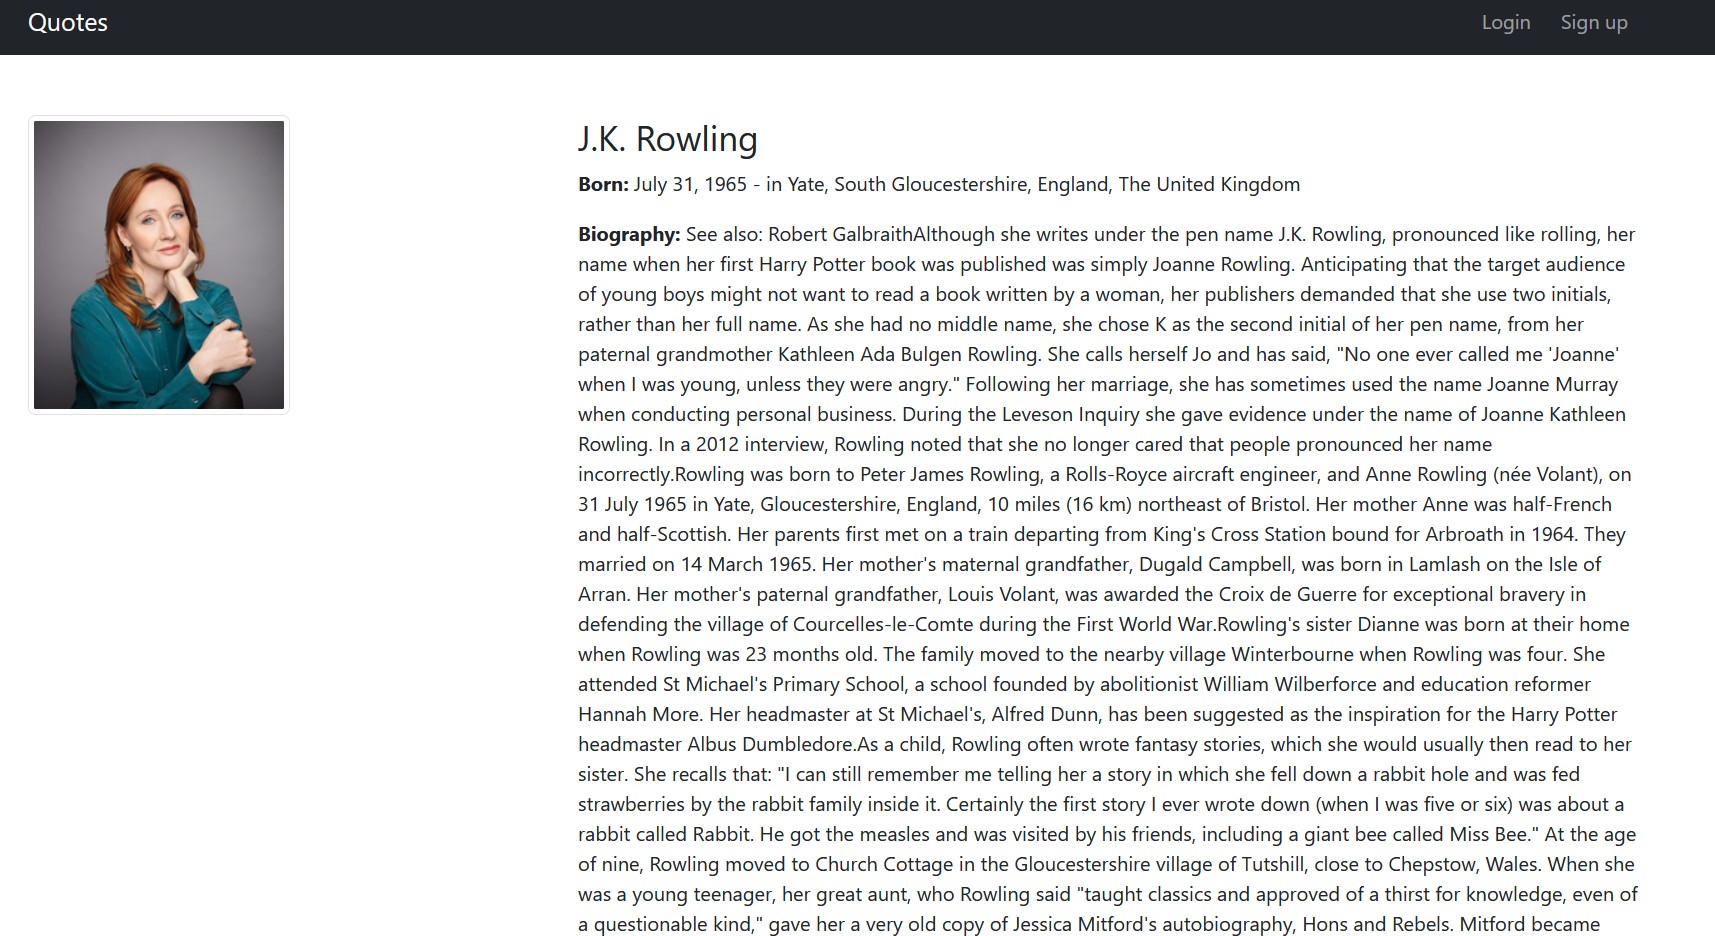 Quotes
Login
Sign up
J.K. Rowling
Born: July 31, 1965 - in Yate, South Gloucestershire, England, The United Kingdom
Biography: See also: Robert GalbraithAlthough she writes under the pen name J.K. Rowling, pronounced like rolling, her
name when her first Harry Potter book was published was simply Joanne Rowling. Anticipating that the target audience
of young boys might not want to read a book written by a woman, her publishers demanded that she use two initials,
rather than her full name. As she had no middle name, she chose K as the second initial of her pen name, from her
paternal grandmother Kathleen Ada Bulgen Rowling. She calls herself Jo and has said, "No one ever called me 'Joanne'
when I was young, unless they were angry." Following her marriage, she has sometimes used the name Joanne Murray
when conducting personal business. During the Leveson Inquiry she gave evidence under the name of Joanne Kathleen
Rowling. In a 2012 interview, Rowling noted that she no longer cared that people pronounced her name
incorrectly.Rowling was born to Peter James Rowling, a Rolls-Royce aircraft engineer, and Anne Rowling (née Volant), on
31 July 1965 in Yate, Gloucestershire, England, 10 miles (16 km) northeast of Bristol. Her mother Anne was half-French
and half-Scottish. Her parents first met on a train departing from King's Cross Station bound for Arbroath in 1964. They
married on 14 March 1965. Her mother's maternal grandfather, Dugald Campbell, was born in Lamlash on the Isle of
Arran. Her mother's paternal grandfather, Louis Volant, was awarded the Croix de Guerre for exceptional bravery in
defending the village of Courcelles-le-Comte during the First World War.Rowling's sister Dianne was born at their home
when Rowling was 23 months old. The family moved to the nearby village Winterbourne when Rowling was four. She
attended St Michael's Primary School, a school founded by abolitionist William Wilberforce and education reformer
Hannah More. Her headmaster at St Michael's, Alfred Dunn, has been suggested as the inspiration for the Harry Potter
headmaster Albus Dumbledore.As a child, Rowling often wrote fantasy stories, which she would usually then read to her
sister. She recalls that: "I can still remember me telling her a story in which she fell down a rabbit hole and was fed
strawberries by the rabbit family inside it. Certainly the first story I ever wrote down (when I was five or six) was about a
rabbit called Rabbit. He got the measles and was visited by his friends, including a giant bee called Miss Bee." At the age
of nine, Rowling moved to Church Cottage in the Gloucestershire village of Tutshill, close to Chepstow, Wales. When she
was a young teenager, her great aunt, who Rowling said "taught classics and approved of a thirst for knowledge, even of
a questionable kind," gave her a very old copy of Jessica Mitford's autobiography, Hons and Rebels. Mitford became